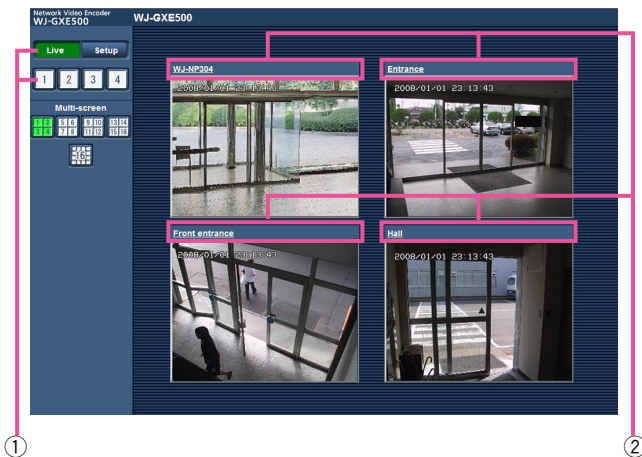 Network Video Encoder
WJ-GXE500
WJ-GXE500
Live Setup
1 2 3 4
Multi-screen
1 2 5 6 9 10 13 14
3 4 7 8 11 12 15 16
16
WJ-NP304 Entrance
2008/01/01 23:13:43 2008/01/01 23:13:43
Front entrance Hall
2008/01/01 23:13:43 2008/01/01 23:13:43
① ②